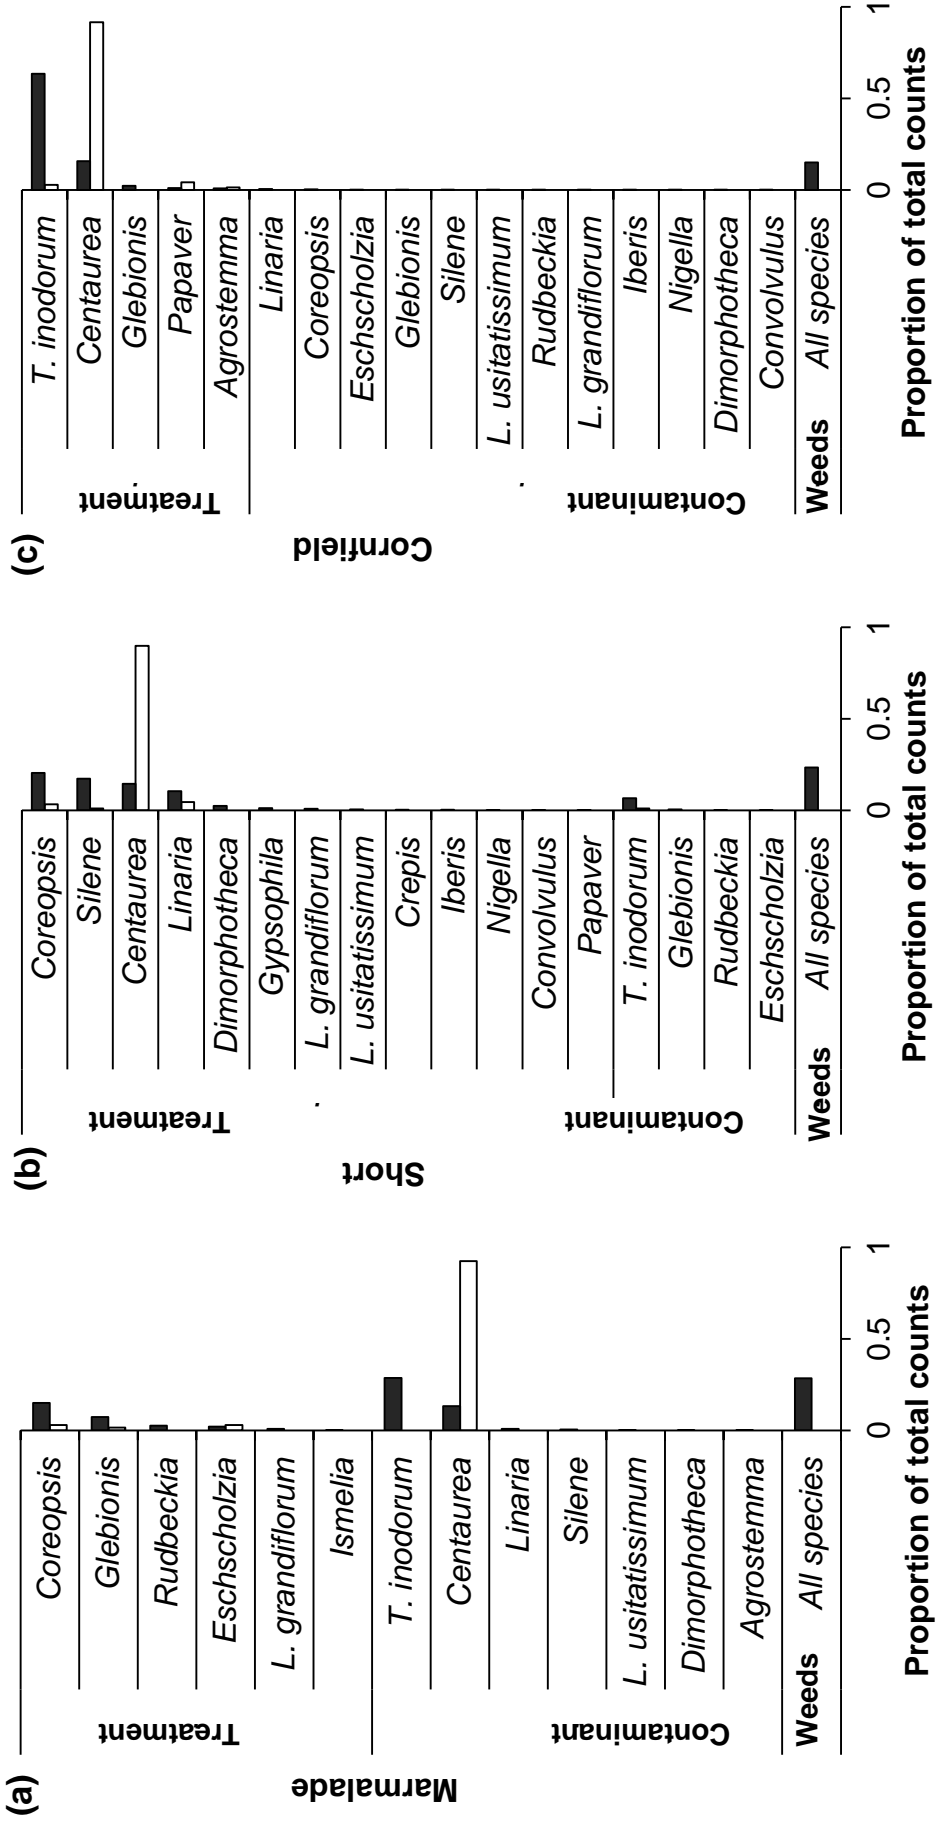 (a)
Marmalade
Treatment
Coreopsis
Glebionis
Rudbeckia
Eschscholzia
L. grandiflorum
Ismelia
Contaminant
T. inodorum
Centaurea
Linaria
Silene
L. usitatissimum
Dimorphotheca
Agrostemma
Weeds
All species
0 0.5 1
Proportion of total counts
(b)
Short
Treatment
Coreopsis
Silene
Centaurea
Linaria
Dimorphotheca
Gypsophila
L. grandiflorum
L. usitatissimum
Crepis
Iberis
Nigella
Convolvulus
Papaver
Contaminant
T. inodorum
Glebionis
Rudbeckia
Eschscholzia
Weeds
All species
0 0.5 1
Proportion of total counts
(c)
Cornfield
Treatment
T. inodorum
Centaurea
Glebionis
Papaver
Agrostemma
Contaminant
Linaria
Coreopsis
Eschscholzia
Glebionis
Silene
L. usitatissimum
Rudbeckia
L. grandiflorum
Iberis
Nigella
Dimorphotheca
Convolvulus
Weeds
All species
0 0.5 1
Proportion of total counts